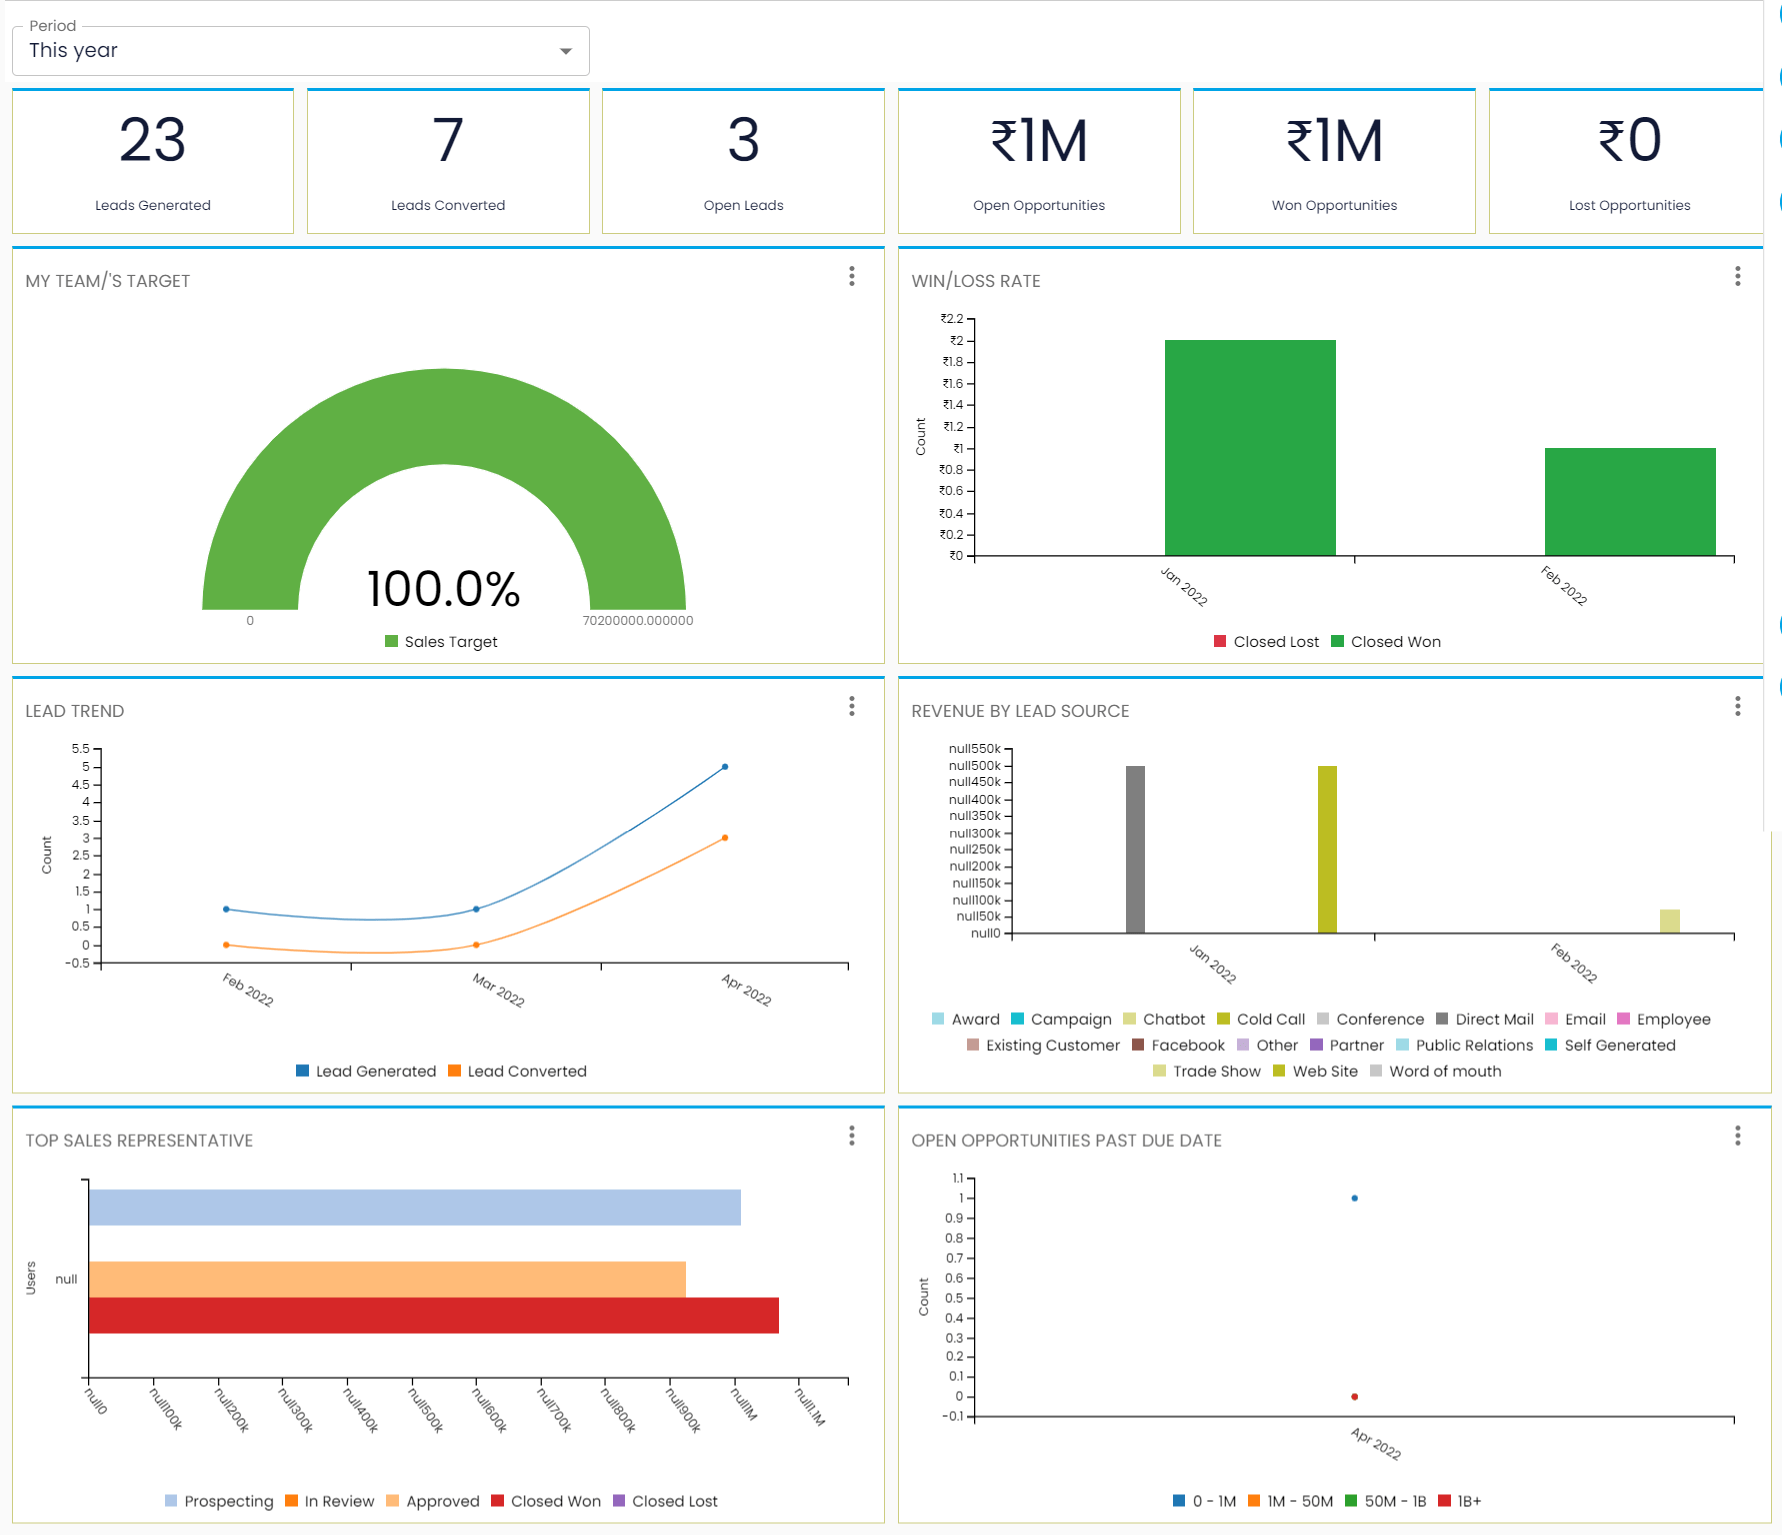 Period
This year
23
Leads Generated
7
Leads Converted
3
Open Leads
₹1M
Open Opportunities
₹1M
Won Opportunities
₹0
Lost Opportunities
MY TEAM/'S TARGET
100.0%
0
70200000.000000
Sales Target
WIN/LOSS RATE
₹2.2
₹2
₹1.8
₹1.6
₹1.4
₹1.2
₹1
₹0.8
₹0.6
₹0.4
₹0.2
₹0
Count
Jan 2022
Feb 2022
Closed Lost
Closed Won
LEAD TREND
5.5
5
4.5
4
3.5
3
2.5
2
1.5
1
0.5
0
-0.5
Count
Feb 2022
Mar 2022
Apr 2022
Lead Generated
Lead Converted
REVENUE BY LEAD SOURCE
null550k
null500k
null450k
null400k
null350k
null300k
null250k
null200k
null150k
null100k
null50k
null0
Jan 2022
Feb 2022
Award Campaign Chatbot Cold Call Conference Direct Mail Email Employee
Existing Customer Facebook Other Partner Public Relations Self Generated
Trade Show Web Site Word of mouth
TOP SALES REPRESENTATIVE
Users
null
null0
null100k
null200k
null300k
null400k
null500k
null600k
null700k
null800k
null900k
null1M
null1.1M
Prospecting In Review Approved Closed Won Closed Lost
OPEN OPPORTUNITIES PAST DUE DATE
1.1
1
0.9
0.8
0.7
0.6
0.5
0.4
0.3
0.2
0.1
0
-0.1
Count
Apr 2022
0 - 1M 1M - 50M 50M - 1B 1B+